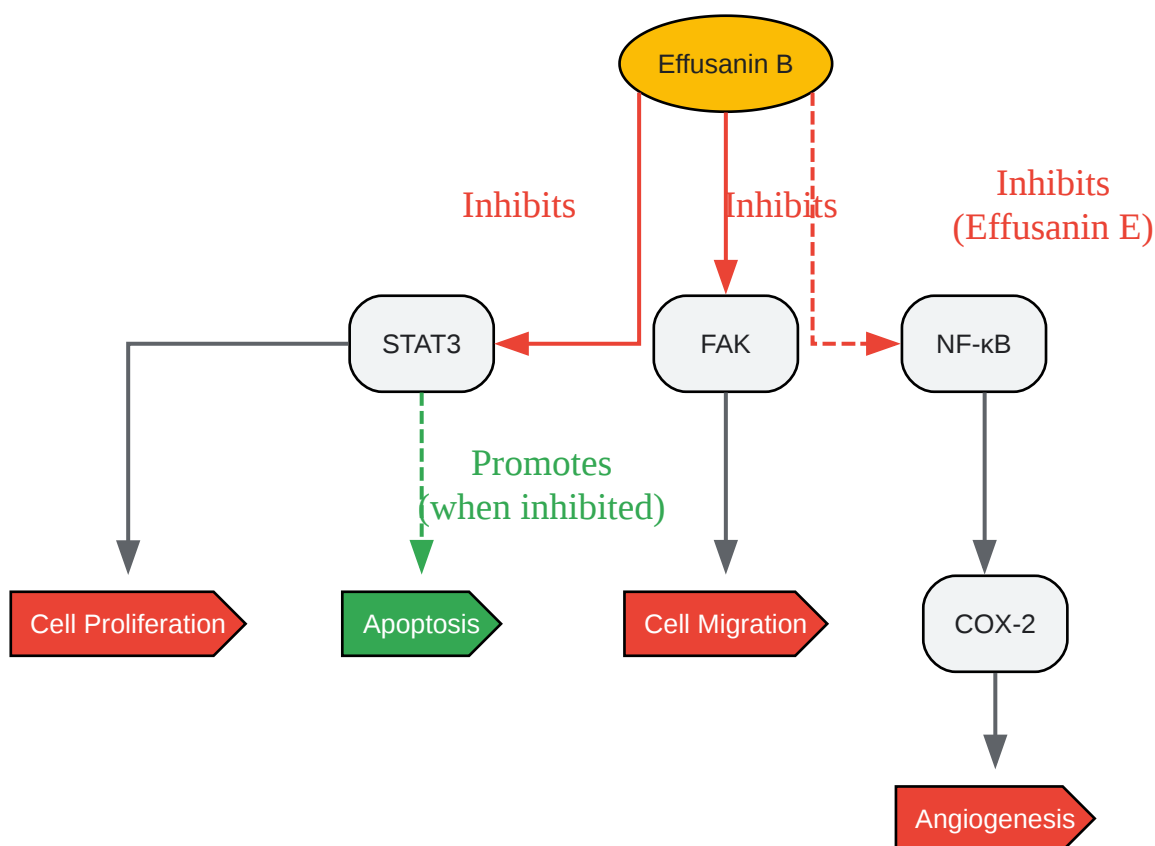 Effusanin B
Inhibits
Inhibits
Inhibits
(Effusanin E)
STAT3
FAK
NF-κB
Promotes
(when inhibited)
Cell Proliferation
Apoptosis
Cell Migration
COX-2
Angiogenesis